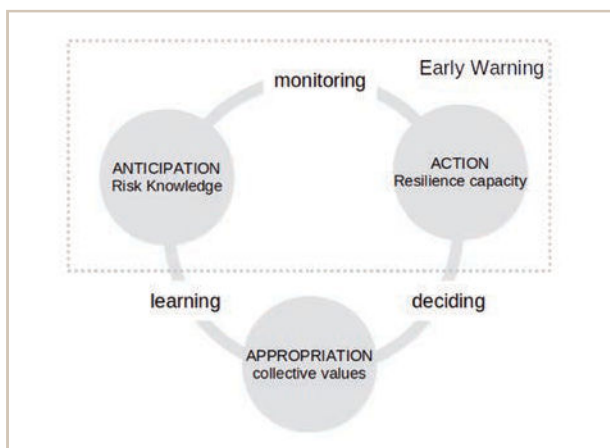 Early Warning
monitoring
ANTICIPATION
Risk Knowledge
ACTION
Resilience capacity
learning
deciding
APPROPRIATION
collective values